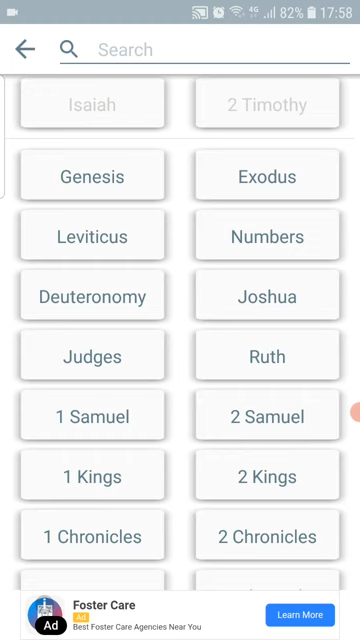 4G 82% 17:58
Search
Isaiah 2 Timothy
Genesis Exodus
Leviticus Numbers
Deuteronomy Joshua
Judges Ruth
1 Samuel 2 Samuel
1 Kings 2 Kings
1 Chronicles 2 Chronicles
Foster Care
Ad
Best Foster Care Agencies Near You
Ad
Learn More